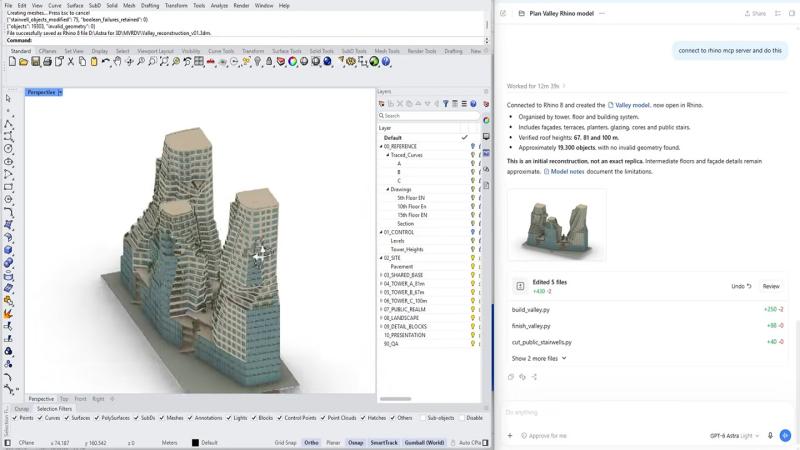 Creating meshes... Press Esc to cancel
{"stairwell_objects_modified": 75, "boolean_failures_retained": 0}
{"objects": 19303, "invalid_geometry": 0}
File successfully saved as Rhino 8 file D:\Astra for 3D\MVRDV\Valley_reconstruction_v01.3dm.
Command:
Standard CPlanes Set View Display Select Viewport Layout Visibility Transform Curve Tools Surface Tools Solid Tools SubD Tools Mesh Tools Render Tools Drafting New
Perspective
Layers
Search
Layer
Default
00_REFERENCE
Traced_Curves
A
B
C
Drawings
5th Floor EN
10th Floor En
15th Floor EN
Section
01_CONTROL
Levels
Tower_Heights
02_SITE
Pavement
03_SHARED_BASE
04_TOWER_A_81m
05_TOWER_B_67m
06_TOWER_C_100m
07_PUBLIC_REALM
08_LANDSCAPE
09_DETAIL_BLOCKS
10_PRESENTATION
90_QA
Perspective Top Front Right
Osnap Selection Filters
Points Curves Surfaces PolySurfaces SubDs Meshes Annotations Lights Blocks Control Points Point Clouds Hatches Others Sub-objects Disable
CPlane x 74.187 y 160.542 z 0 Meters Default Grid Snap Ortho Planar Osnap SmartTrack Gumball (World) Auto CPla
File Edit View Curve Surface SubD Solid Mesh Drafting Transform Tools Analyze Render Window Help
Plan Valley Rhino model
Share
connect to rhino mcp server and do this
Worked for 12m 39s
Connected to Rhino 8 and created the Valley model, now open in Rhino.
• Organised by tower, floor and building system.
• Includes façades, terraces, planters, glazing, cores and public stairs.
• Verified roof heights: 67, 81 and 100 m.
• Approximately 19,300 objects, with no invalid geometry found.
This is an initial reconstruction, not an exact replica. Intermediate floors and façade details remain
approximate. Model notes document the limitations.
Edited 5 files
+430 -2
Undo
Review
build_valley.py +250 -2
finish_valley.py +88 -0
cut_public_stairwells.py +40 -0
Show 2 more files
Do anything
Approve for me
GPT-6 Astra Light